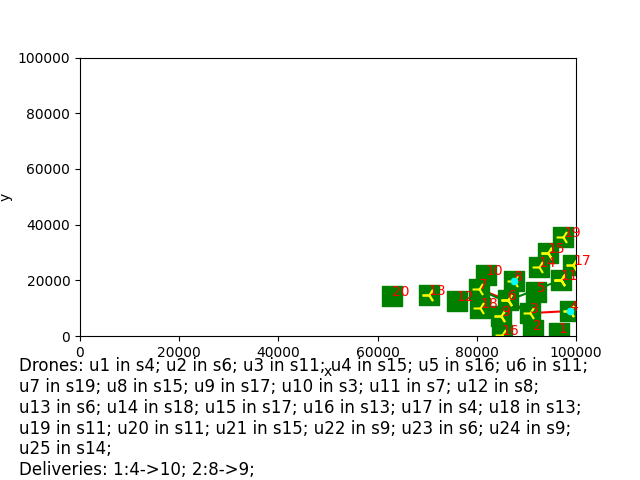 100000
80000
60000
40000
20000
0
y
0 20000 40000 60000 80000 100000
x
19
17
10
20
Drones: u1 in s4; u2 in s6; u3 in s11; u4 in s15; u5 in s16; u6 in s11;
u7 in s19; u8 in s15; u9 in s17; u10 in s3; u11 in s7; u12 in s8;
u13 in s6; u14 in s18; u15 in s17; u16 in s13; u17 in s4; u18 in s13;
u19 in s11; u20 in s11; u21 in s15; u22 in s9; u23 in s6; u24 in s9;
u25 in s14;
Deliveries: 1:4->10; 2:8->9;